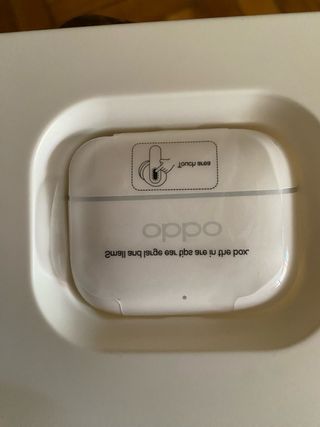 Touch area
oppo
Small and large ear tips are in the box.